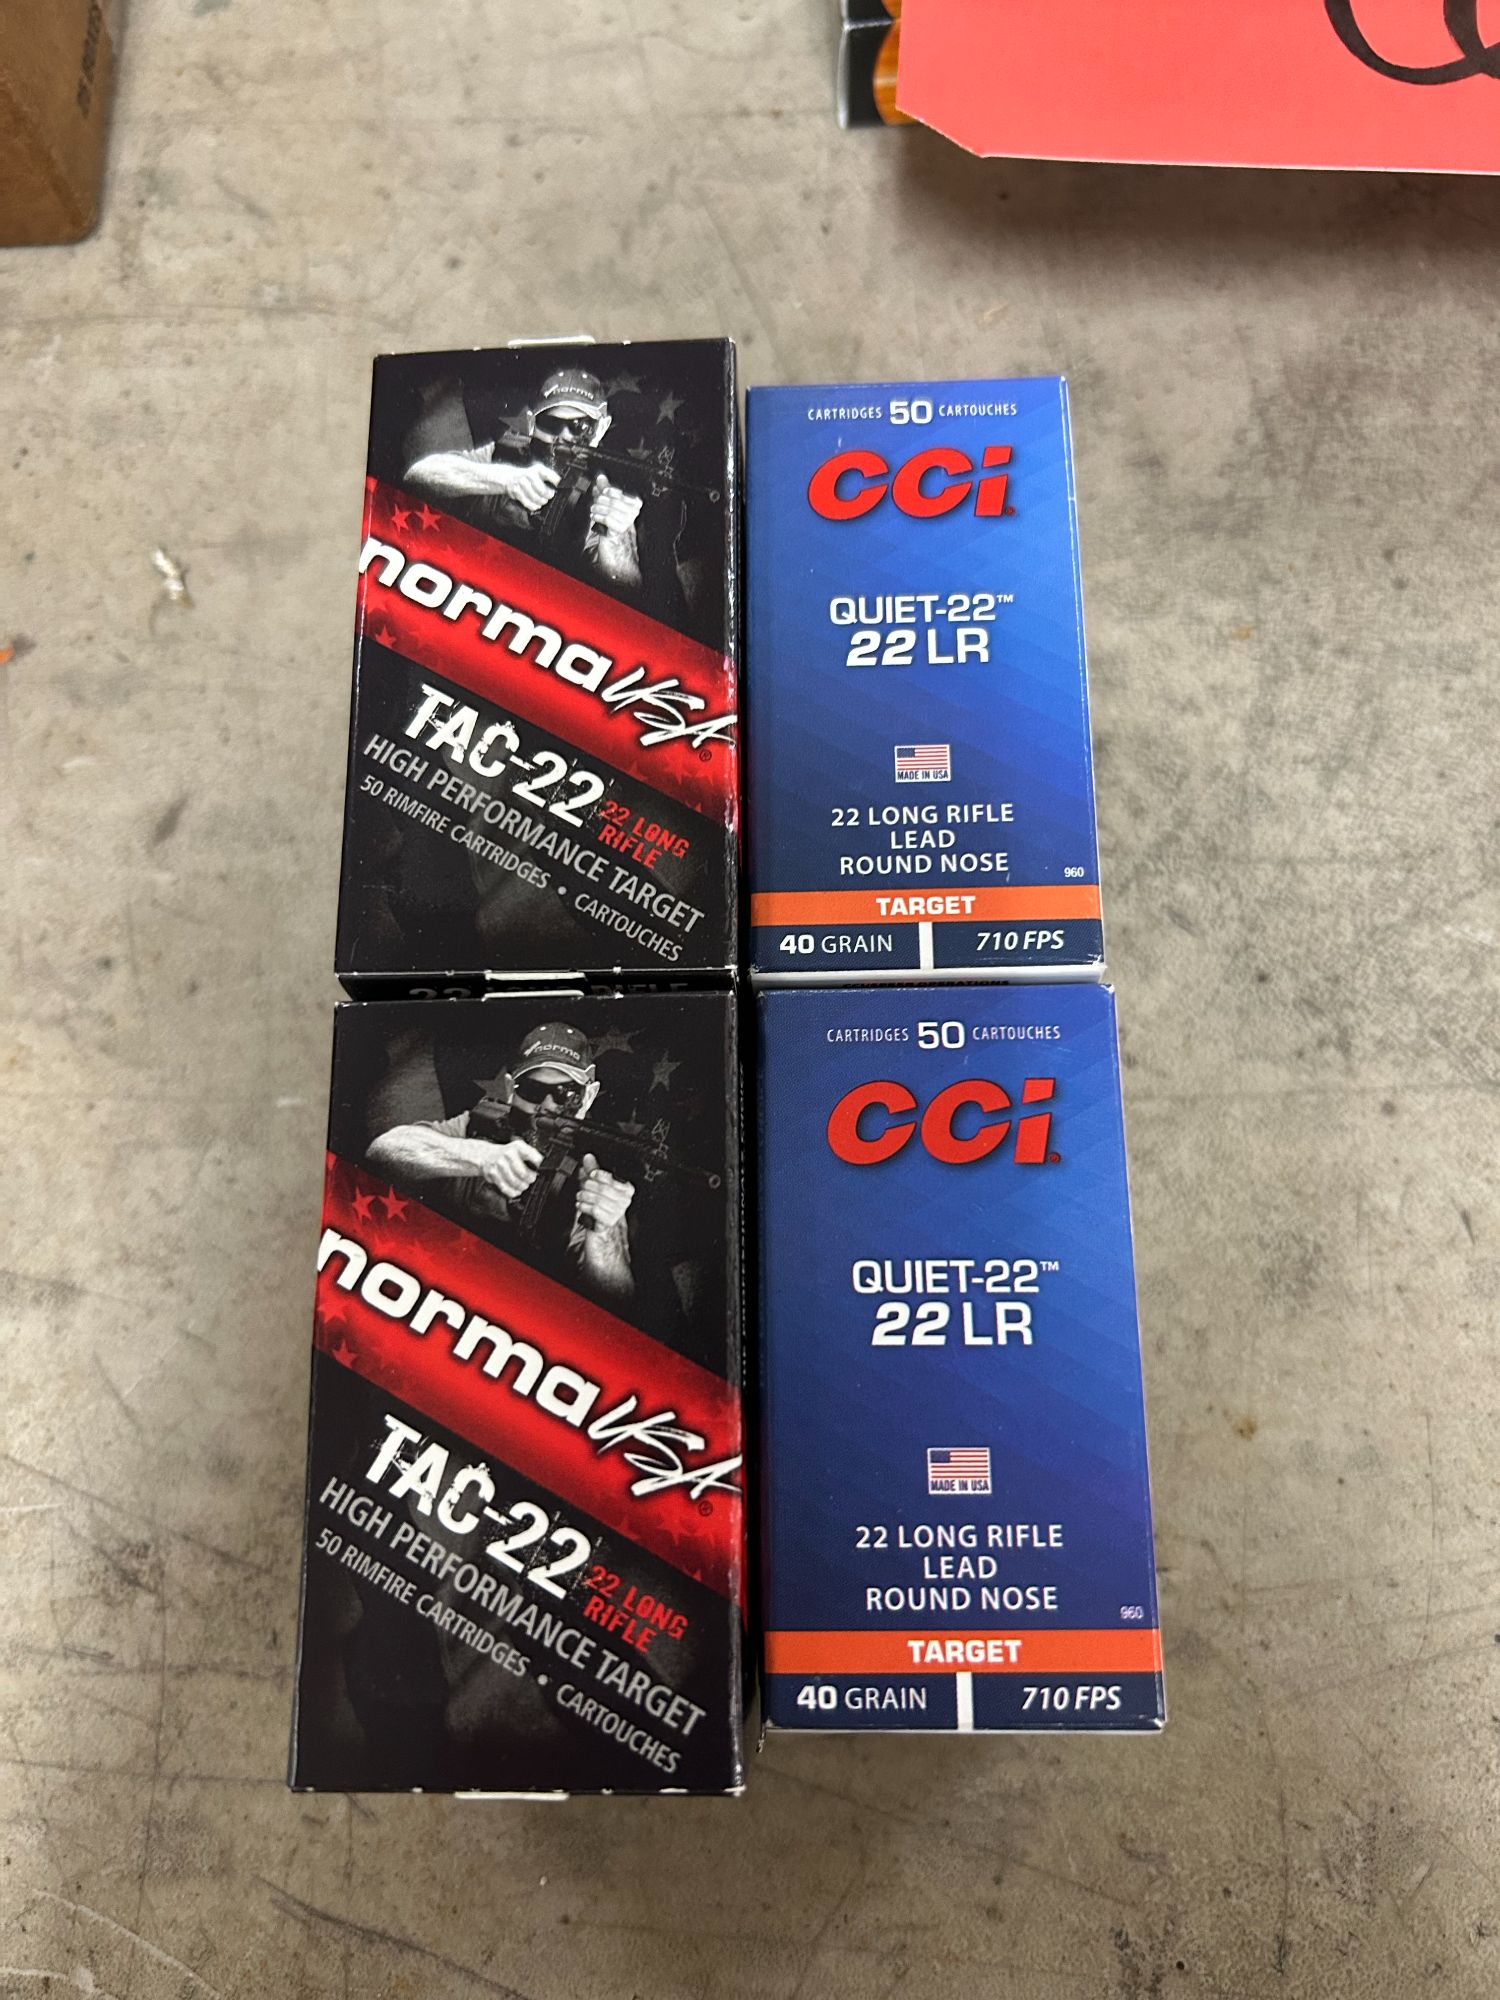 norma
norma USA®
TAC-22
22 LONG
RIFLE
HIGH PERFORMANCE TARGET
50 RIMFIRE CARTRIDGES • CARTOUCHES
CARTRIDGES 50 CARTOUCHES
CCI®
QUIET-22™
22 LR
MADE IN USA
22 LONG RIFLE
LEAD
ROUND NOSE
960
TARGET
40 GRAIN 710 FPS
norma
norma USA®
TAC-22
22 LONG
RIFLE
HIGH PERFORMANCE TARGET
50 RIMFIRE CARTRIDGES • CARTOUCHES
CARTRIDGES 50 CARTOUCHES
CCI®
QUIET-22™
22 LR
MADE IN USA
22 LONG RIFLE
LEAD
ROUND NOSE
960
TARGET
40 GRAIN 710 FPS